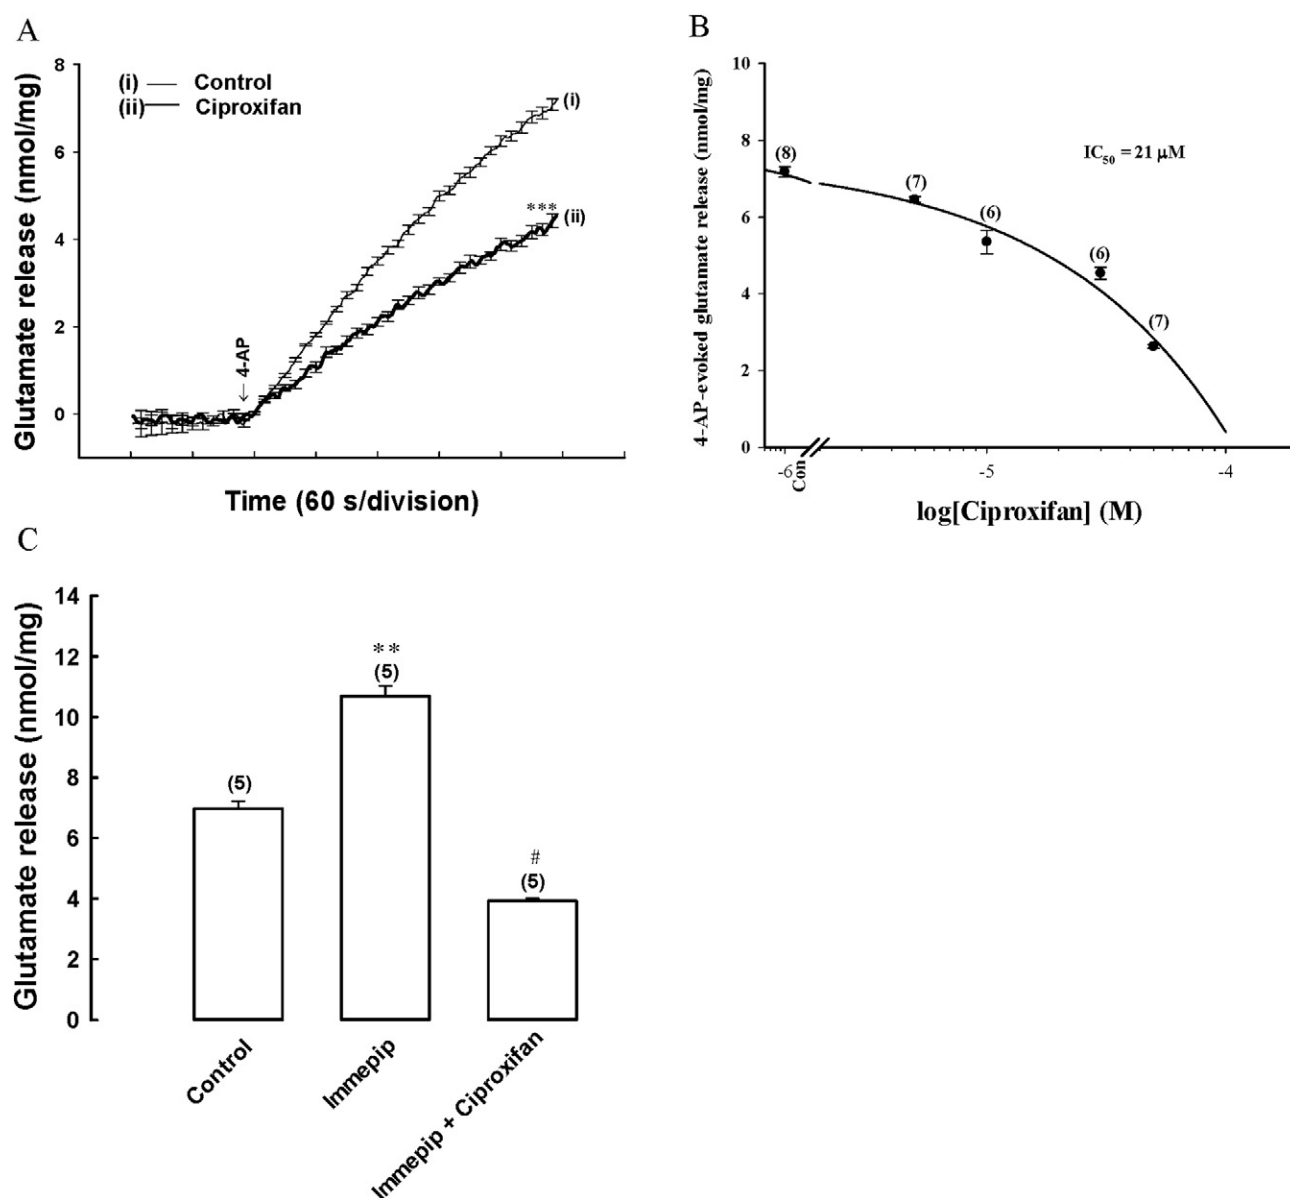 A
8
6
4
2
0
Glutamate release (nmol/mg)
(i) — Control
(ii) — Ciproxifan
(i)
***
(ii)
4-AP
↓
Time (60 s/division)
B
10
8
6
4
2
0
4-AP-evoked glutamate release (nmol/mg)
IC50 = 21 μM
(8)
(7)
(6)
(6)
(7)
-6
-5
-4
Con
log[Ciproxifan] (M)
C
14
12
10
8
6
4
2
0
Glutamate release (nmol/mg)
(5)
**
(5)
#
(5)
Control
Immepip
Immepip + Ciproxifan